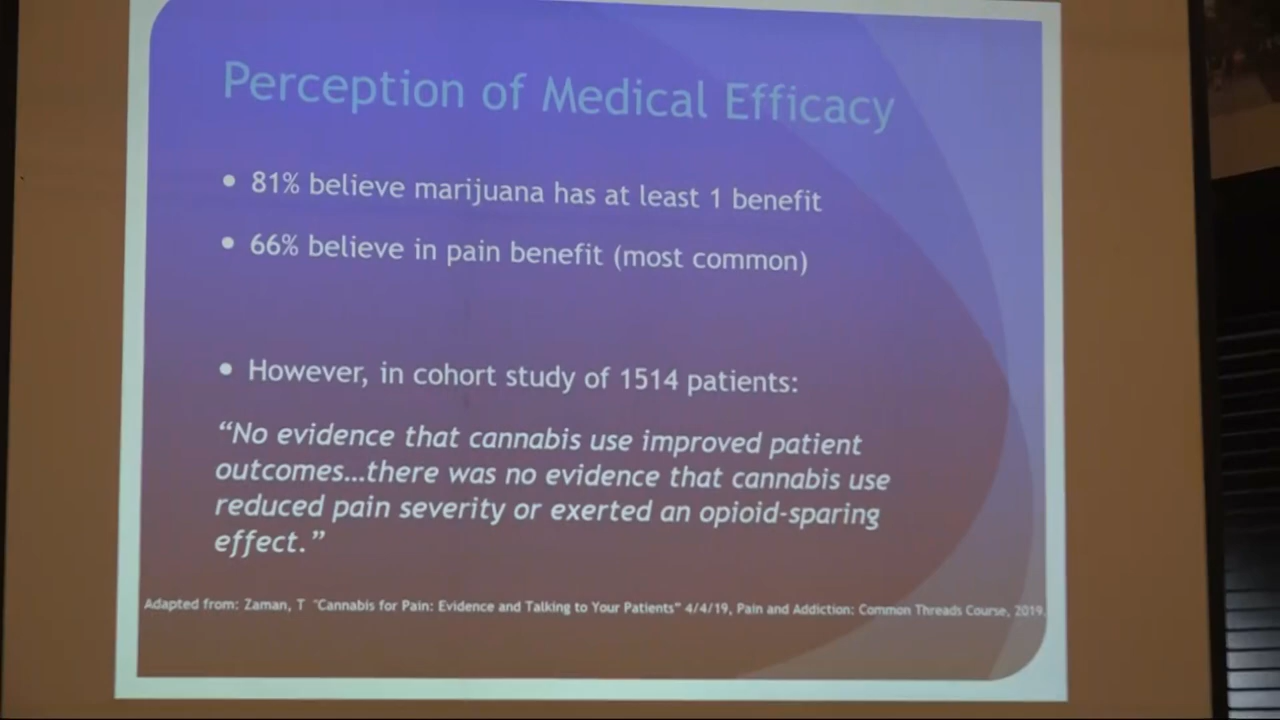 Perception of Medical Efficacy
• 81% believe marijuana has at least 1 benefit
• 66% believe in pain benefit (most common)
• However, in cohort study of 1514 patients:
“No evidence that cannabis use improved patient
outcomes...there was no evidence that cannabis use
reduced pain severity or exerted an opioid-sparing
effect.”
Adapted from: Zaman, T "Cannabis for Pain: Evidence and Talking to Your Patients" 4/4/19, Pain and Addiction: Common Threads Course, 2019.